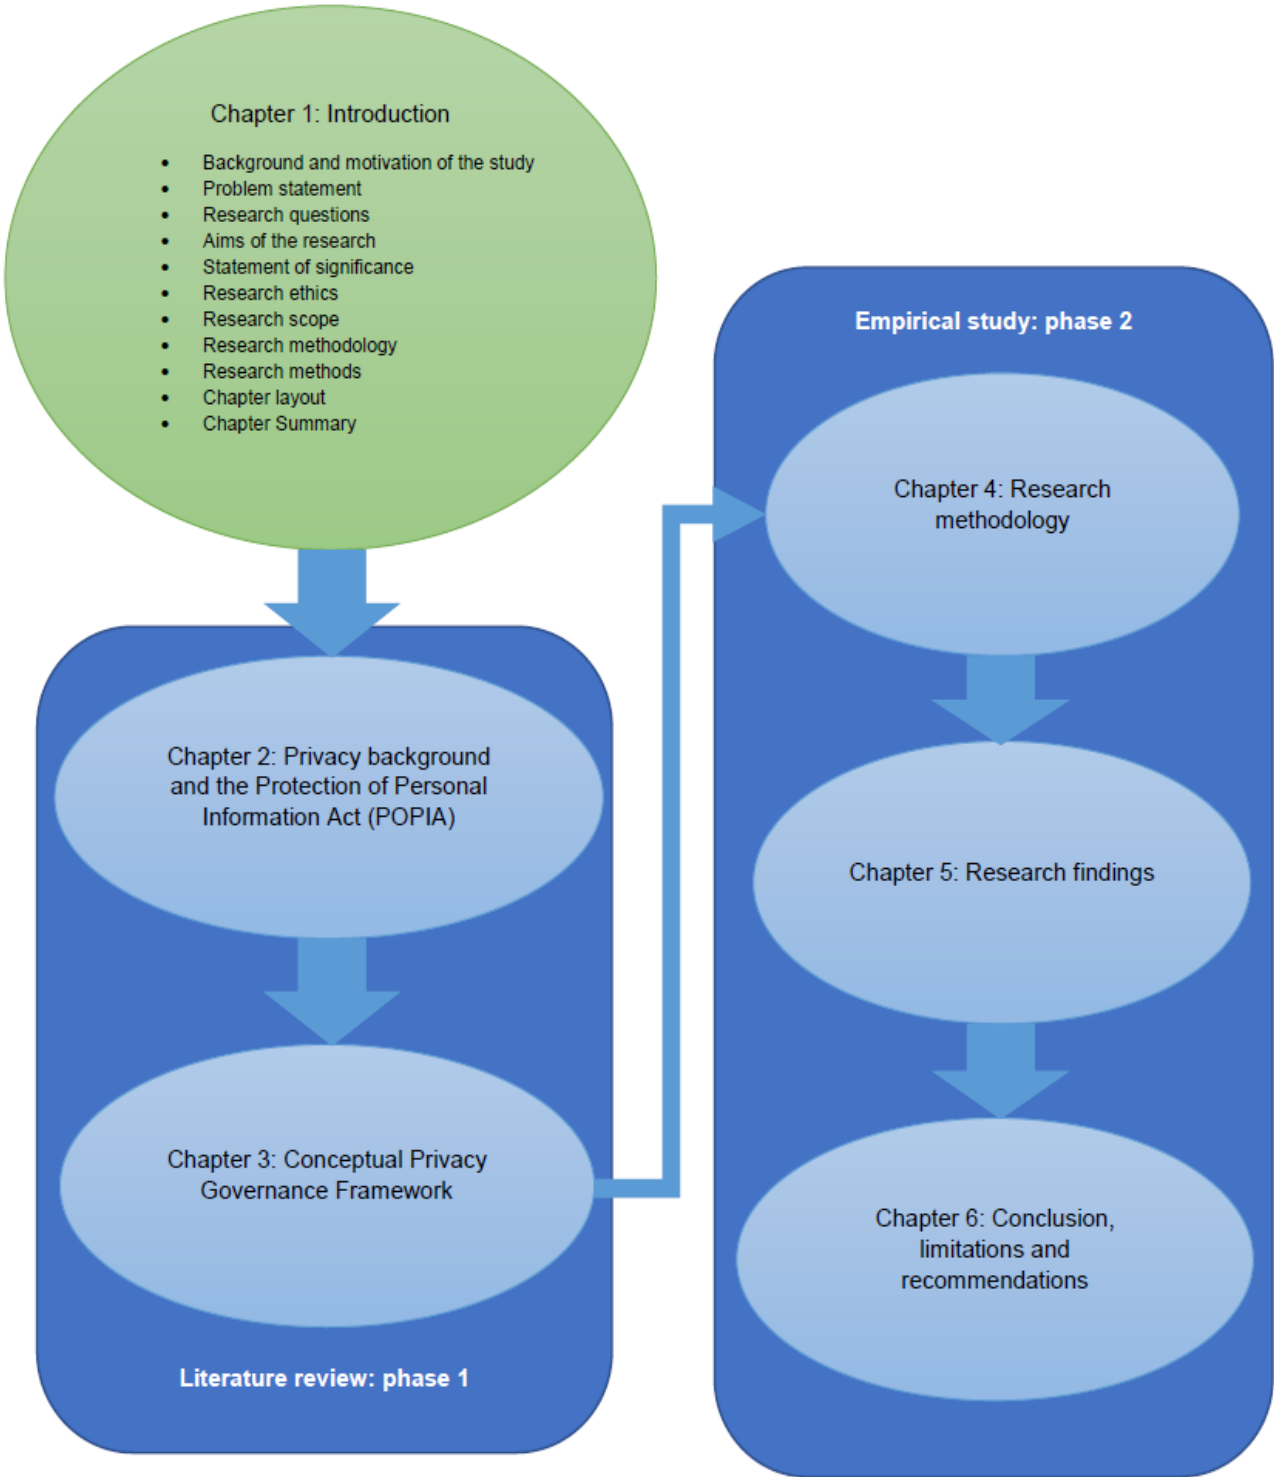 Chapter 1: Introduction
• Background and motivation of the study
• Problem statement
• Research questions
• Aims of the research
• Statement of significance
• Research ethics
• Research scope
• Research methodology
• Research methods
• Chapter layout
• Chapter Summary
Chapter 2: Privacy background
and the Protection of Personal
Information Act (POPIA)
Chapter 3: Conceptual Privacy
Governance Framework
Literature review: phase 1
Empirical study: phase 2
Chapter 4: Research
methodology
Chapter 5: Research findings
Chapter 6: Conclusion,
limitations and
recommendations